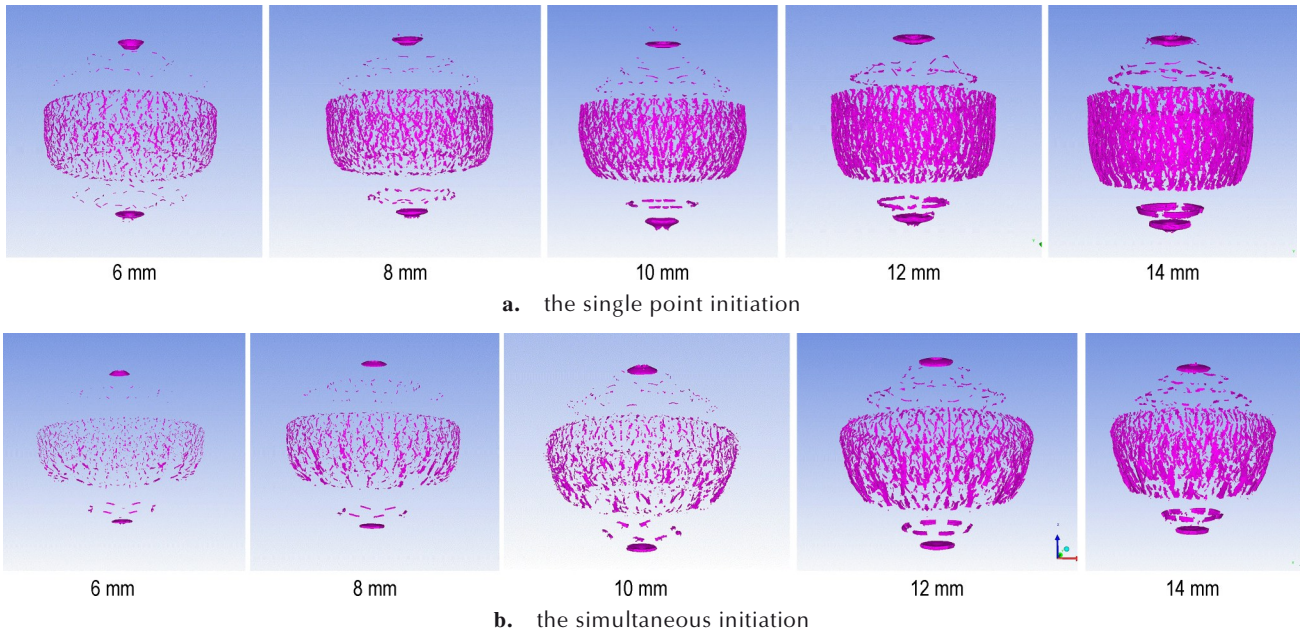 6 mm 8 mm 10 mm 12 mm 14 mm
a. the single point initiation
6 mm 8 mm 10 mm 12 mm 14 mm
b. the simultaneous initiation